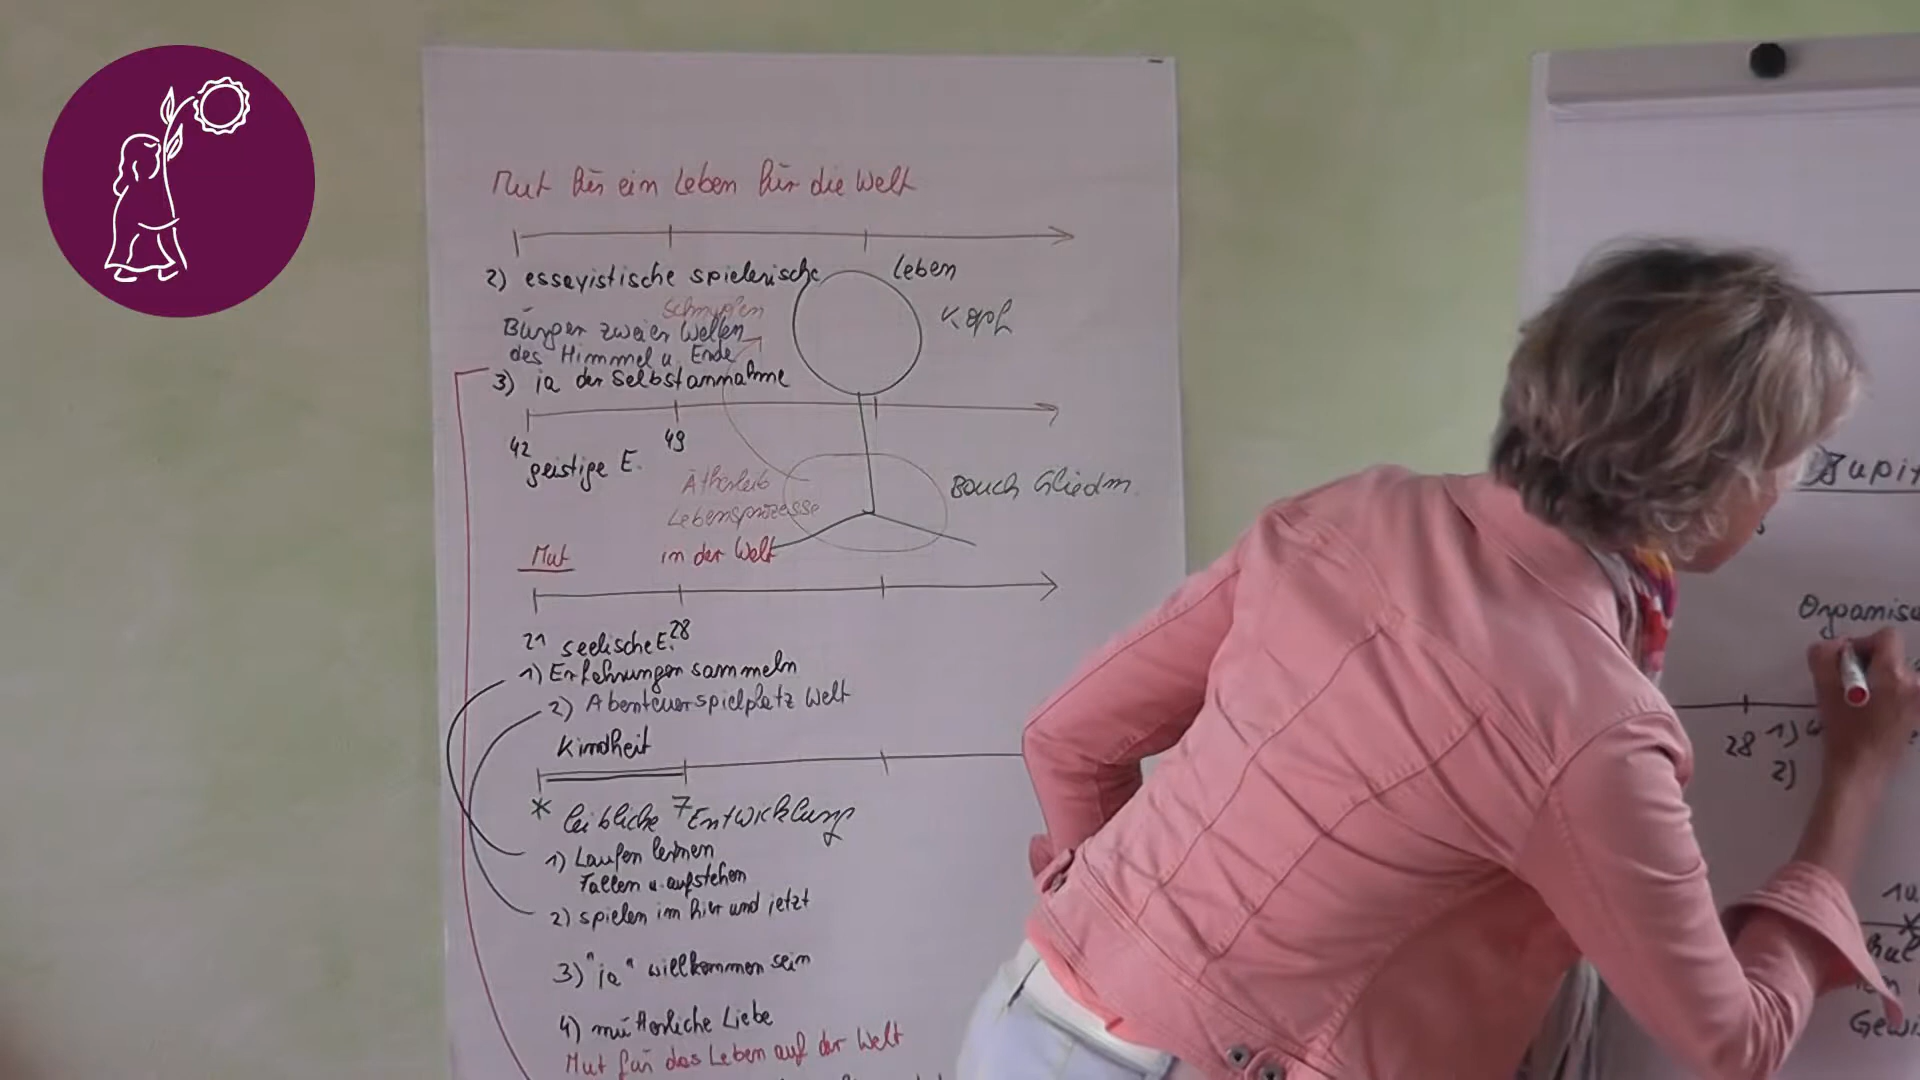 Mut für ein Leben für die Welt
2) essayistische spielerische
Leben
Kopf
Schnupfen
Bürger zweier Welten
des Himmel u. Erde
3) ja der Selbstannahme
42
49
geistige E.
Ätherleib
Lebensprozesse
Bauch Gliedm.
Mut
in der Welt
21 seelische E. 28
1) Erfahrungen sammeln
2) Abenteuerspielplatz Welt
Kindheit
* leibliche 7 Entwicklung
1) Laufen lernen
Fallen u. aufstehen
2) spielen im hier und jetzt
3) "ja" willkommen sein
4) mütterliche Liebe
Mut für das Leben auf der Welt
Jupit
Organisa
28 1)
2)
Gewis